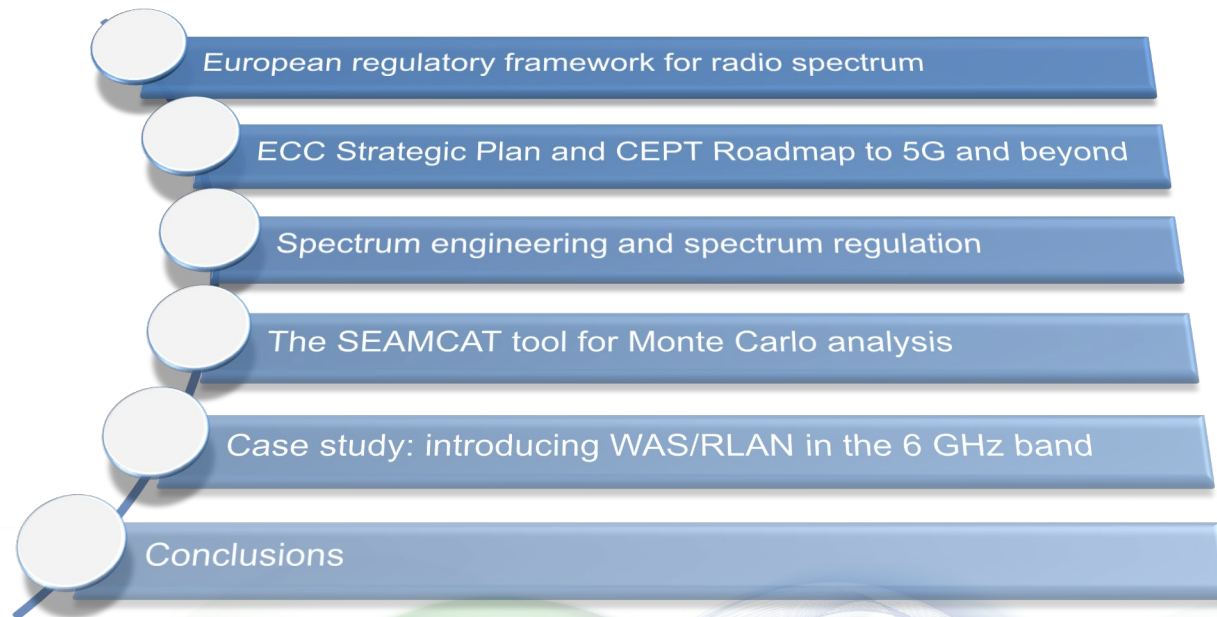 European regulatory framework for radio spectrum
ECC Strategic Plan and CEPT Roadmap to 5G and beyond
Spectrum engineering and spectrum regulation
The SEAMCAT tool for Monte Carlo analysis
Case study: introducing WAS/RLAN in the 6 GHz band
Conclusions